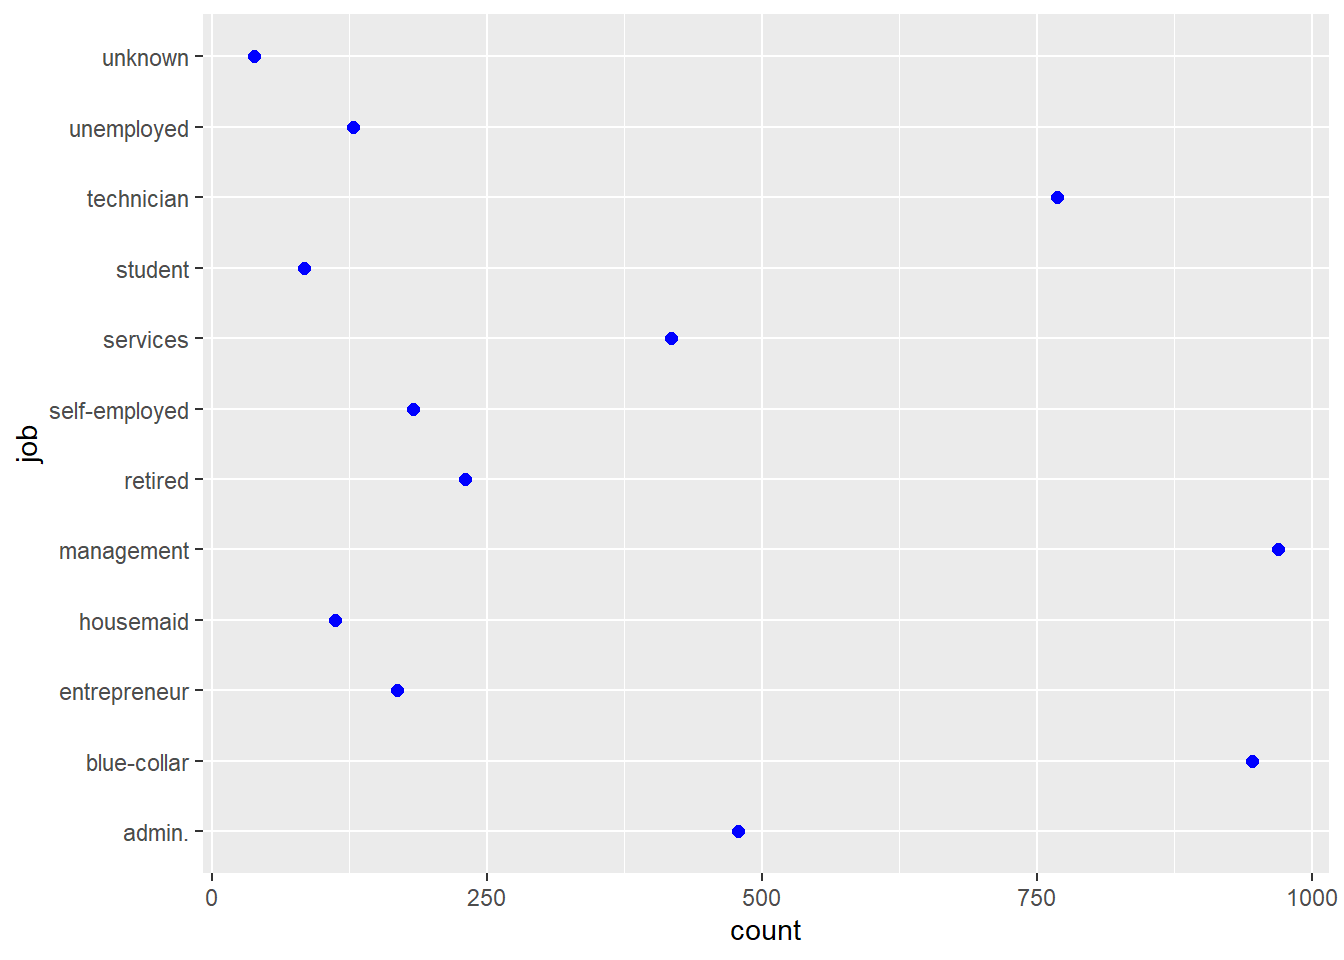 unknown
unemployed
technician
student
services
self-employed
retired
management
housemaid
entrepreneur
blue-collar
admin.
job
0 250 500 750 1000
count